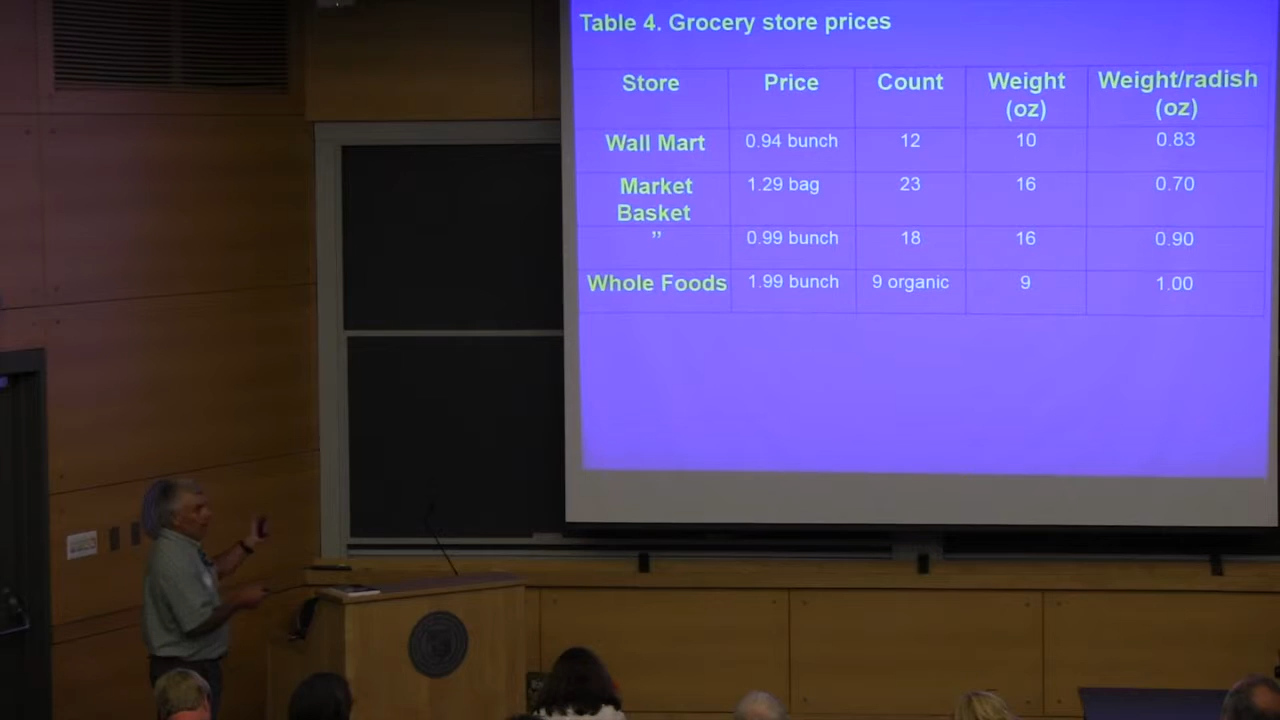 Table 4. Grocery store prices
Store Price Count Weight (oz) Weight/radish (oz)
Wall Mart 0.94 bunch 12 10 0.83
Market Basket 1.29 bag 23 16 0.70
” 0.99 bunch 18 16 0.90
Whole Foods 1.99 bunch 9 organic 9 1.00